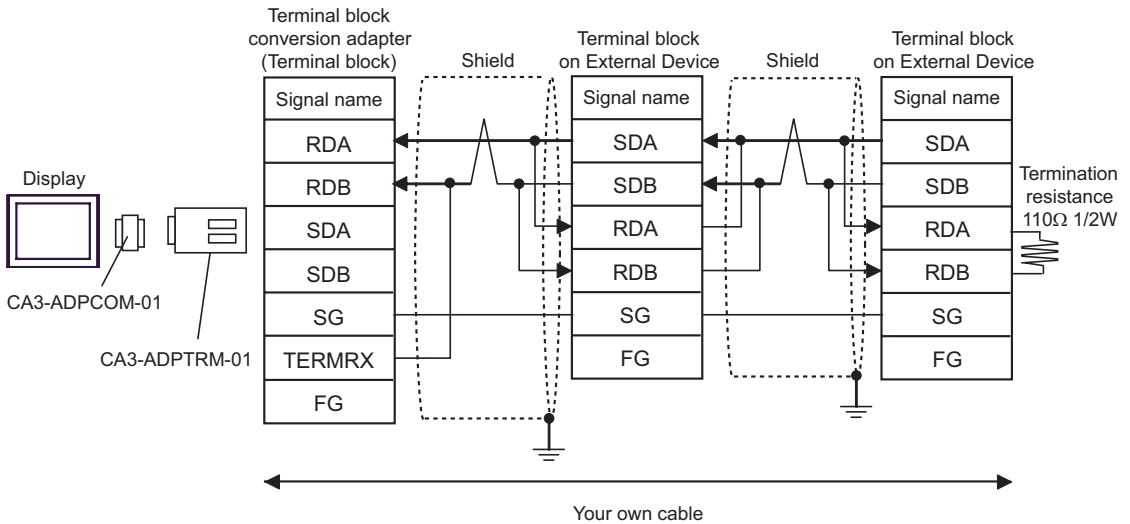 Terminal block
conversion adapter
(Terminal block)
Shield
Terminal block
on External Device
Shield
Terminal block
on External Device
Signal name
RDA
RDB
SDA
SDB
SG
TERMRX
FG
Signal name
SDA
SDB
RDA
RDB
SG
FG
Signal name
SDA
SDB
RDA
RDB
SG
FG
Termination
resistance
110Ω 1/2W
Display
CA3-ADPCOM-01
CA3-ADPTRM-01
Your own cable